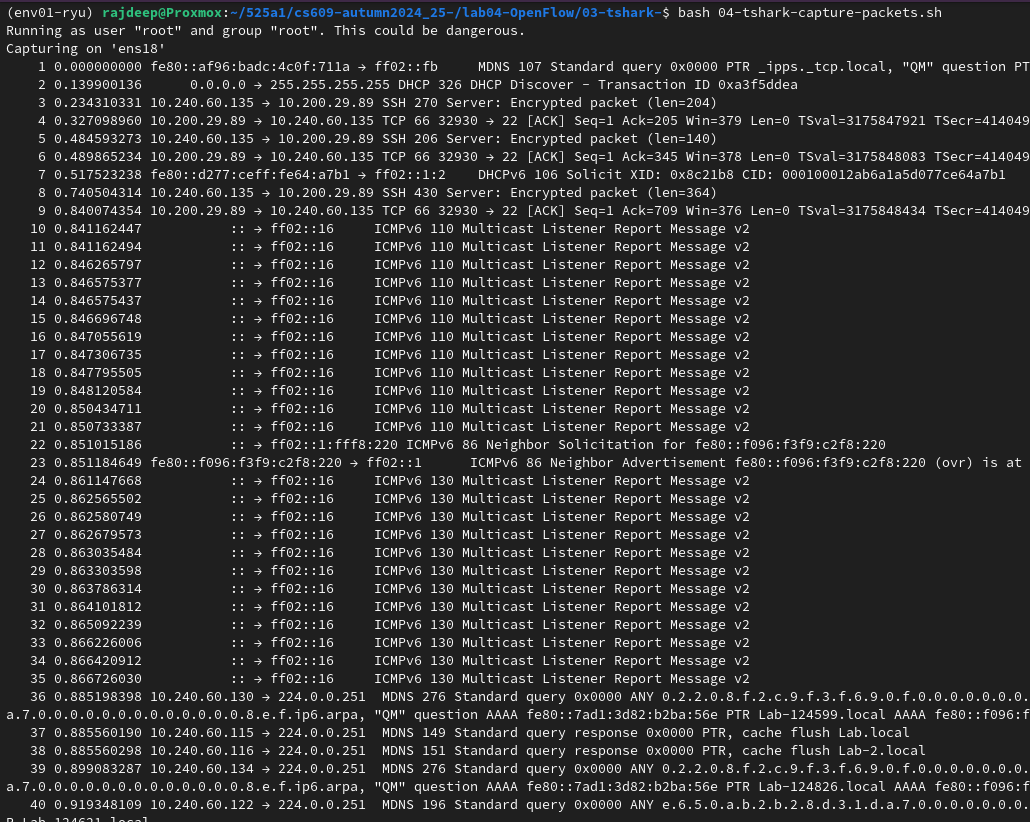 (env01-ryu) rajdeep@Proxmox:~/525a1/cs609-autumn2024_25-/lab04-OpenFlow/03-tshark-$ bash 04-tshark-capture-packets.sh
Running as user "root" and group "root". This could be dangerous.
Capturing on 'ens18'
1 0.000000000 fe80::af96:badc:4c0f:711a → ff02::fb MDNS 107 Standard query 0x0000 PTR _ipps._tcp.local, "QM" question PT
2 0.139900136 0.0.0.0 → 255.255.255.255 DHCP 326 DHCP Discover - Transaction ID 0xa3f5ddea
3 0.234310331 10.240.60.135 → 10.200.29.89 SSH 270 Server: Encrypted packet (len=204)
4 0.327098960 10.200.29.89 → 10.240.60.135 TCP 66 32930 → 22 [ACK] Seq=1 Ack=205 Win=379 Len=0 TSval=3175847921 TSecr=414049
5 0.484593273 10.240.60.135 → 10.200.29.89 SSH 206 Server: Encrypted packet (len=140)
6 0.489865234 10.200.29.89 → 10.240.60.135 TCP 66 32930 → 22 [ACK] Seq=1 Ack=345 Win=378 Len=0 TSval=3175848083 TSecr=414049
7 0.517523238 fe80::d277:ceff:fe64:a7b1 → ff02::1:2 DHCPv6 106 Solicit XID: 0x8c21b8 CID: 000100012ab6a1a5d077ce64a7b1
8 0.740504314 10.240.60.135 → 10.200.29.89 SSH 430 Server: Encrypted packet (len=364)
9 0.840074354 10.200.29.89 → 10.240.60.135 TCP 66 32930 → 22 [ACK] Seq=1 Ack=709 Win=376 Len=0 TSval=3175848434 TSecr=414049
10 0.841162447 :: → ff02::16 ICMPv6 110 Multicast Listener Report Message v2
11 0.841162494 :: → ff02::16 ICMPv6 110 Multicast Listener Report Message v2
12 0.846265797 :: → ff02::16 ICMPv6 110 Multicast Listener Report Message v2
13 0.846575377 :: → ff02::16 ICMPv6 110 Multicast Listener Report Message v2
14 0.846575437 :: → ff02::16 ICMPv6 110 Multicast Listener Report Message v2
15 0.846696748 :: → ff02::16 ICMPv6 110 Multicast Listener Report Message v2
16 0.847055619 :: → ff02::16 ICMPv6 110 Multicast Listener Report Message v2
17 0.847306735 :: → ff02::16 ICMPv6 110 Multicast Listener Report Message v2
18 0.847795505 :: → ff02::16 ICMPv6 110 Multicast Listener Report Message v2
19 0.848120584 :: → ff02::16 ICMPv6 110 Multicast Listener Report Message v2
20 0.850434711 :: → ff02::16 ICMPv6 110 Multicast Listener Report Message v2
21 0.850733387 :: → ff02::16 ICMPv6 110 Multicast Listener Report Message v2
22 0.851015186 :: → ff02::1:fff8:220 ICMPv6 86 Neighbor Solicitation for fe80::f096:f3f9:c2f8:220
23 0.851184649 fe80::f096:f3f9:c2f8:220 → ff02::1 ICMPv6 86 Neighbor Advertisement fe80::f096:f3f9:c2f8:220 (ovr) is at
24 0.861147668 :: → ff02::16 ICMPv6 130 Multicast Listener Report Message v2
25 0.862565502 :: → ff02::16 ICMPv6 130 Multicast Listener Report Message v2
26 0.862580749 :: → ff02::16 ICMPv6 130 Multicast Listener Report Message v2
27 0.862679573 :: → ff02::16 ICMPv6 130 Multicast Listener Report Message v2
28 0.863035484 :: → ff02::16 ICMPv6 130 Multicast Listener Report Message v2
29 0.863303598 :: → ff02::16 ICMPv6 130 Multicast Listener Report Message v2
30 0.863786314 :: → ff02::16 ICMPv6 130 Multicast Listener Report Message v2
31 0.864101812 :: → ff02::16 ICMPv6 130 Multicast Listener Report Message v2
32 0.865092239 :: → ff02::16 ICMPv6 130 Multicast Listener Report Message v2
33 0.866226006 :: → ff02::16 ICMPv6 130 Multicast Listener Report Message v2
34 0.866420912 :: → ff02::16 ICMPv6 130 Multicast Listener Report Message v2
35 0.866726030 :: → ff02::16 ICMPv6 130 Multicast Listener Report Message v2
36 0.885198398 10.240.60.130 → 224.0.0.251 MDNS 276 Standard query 0x0000 ANY 0.2.2.0.8.f.2.c.9.f.3.f.6.9.0.f.0.0.0.0.0.0.0.
a.7.0.0.0.0.0.0.0.0.0.0.0.0.0.0.8.e.f.ip6.arpa, "QM" question AAAA fe80::7ad1:3d82:b2ba:56e PTR Lab-124599.local AAAA fe80::f096:f
37 0.885560190 10.240.60.115 → 224.0.0.251 MDNS 149 Standard query response 0x0000 PTR, cache flush Lab.local
38 0.885560298 10.240.60.116 → 224.0.0.251 MDNS 151 Standard query response 0x0000 PTR, cache flush Lab-2.local
39 0.899083287 10.240.60.134 → 224.0.0.251 MDNS 276 Standard query 0x0000 ANY 0.2.2.0.8.f.2.c.9.f.3.f.6.9.0.f.0.0.0.0.0.0.0.
a.7.0.0.0.0.0.0.0.0.0.0.0.0.0.0.8.e.f.ip6.arpa, "QM" question AAAA fe80::7ad1:3d82:b2ba:56e PTR Lab-124826.local AAAA fe80::f096:f
40 0.919348109 10.240.60.122 → 224.0.0.251 MDNS 196 Standard query 0x0000 ANY e.6.5.0.a.b.2.b.2.8.d.3.1.d.a.7.0.0.0.0.0.0.0.